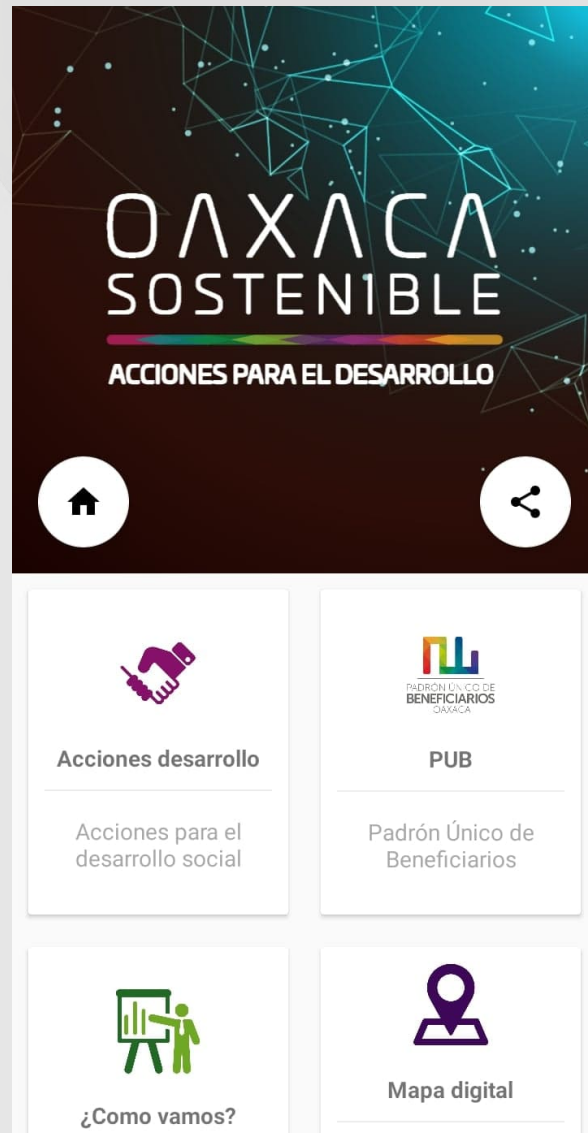 OAXACA
SOSTENIBLE
ACCIONES PARA EL DESARROLLO
Acciones desarrollo
Acciones para el
desarrollo social
PADRÓN ÚNICO DE
BENEFICIARIOS
OAXACA
PUB
Padrón Único de
Beneficiarios
¿Como vamos?
Mapa digital